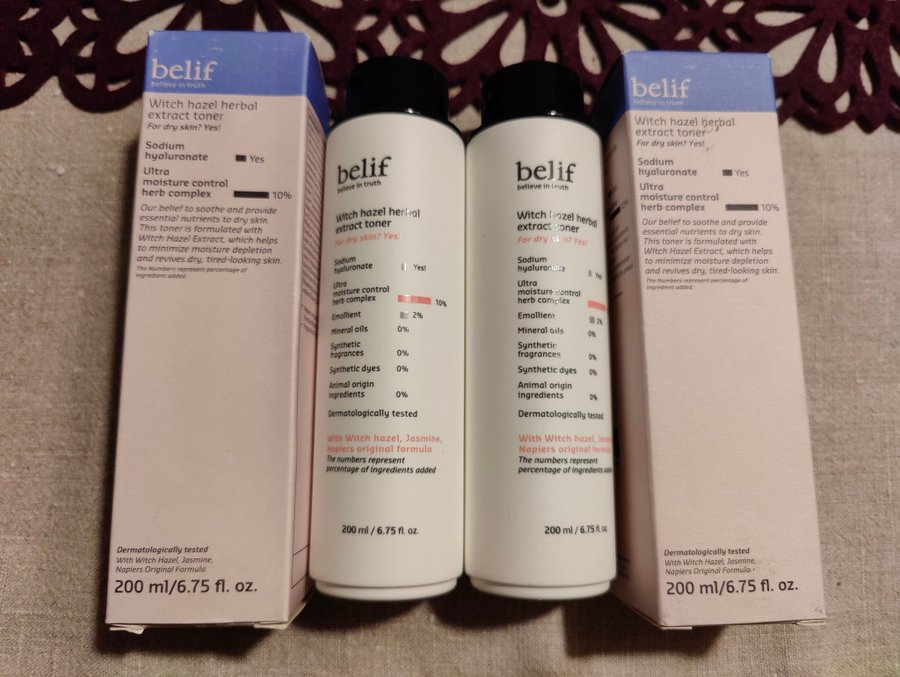 belif
believe in truth
Witch hazel herbal
extract toner
For dry skin? Yes!
Sodium
hyaluronate Yes
Ultra
moisture control
herb complex 10%
Our belief to soothe and provide
essential nutrients to dry skin.
This toner is formulated with
Witch Hazel Extract, which helps
to minimize moisture depletion
and revives dry, tired-looking skin.
The Numbers represent percentage of
ingredient added.
Dermatologically tested
With Witch Hazel, Jasmine,
Napiers Original Formula.
200 ml/6.75 fl. oz.
belif
believe in truth
Witch hazel herbal
extract toner
For dry skin? Yes!
Sodium
hyaluronate Yes!
Ultra
moisture control
herb complex 10%
Emollient 2%
Mineral oils 0%
Synthetic
fragrances 0%
Synthetic dyes 0%
Animal origin
ingredients 0%
Dermatologically tested
With Witch hazel, Jasmine,
Napiers original formula
The numbers represent
percentage of ingredients added
200 ml / 6.75 fl. oz.
belif
believe in truth
Witch hazel herbal
extract toner
For dry skin? Yes!
Sodium
hyaluronate Yes!
Ultra
moisture control
herb complex
Emollient 2%
Mineral oils 0%
Synthetic
fragrances 0%
Synthetic dyes 0%
Animal origin
ingredients 0%
Dermatologically tested
With Witch hazel, Jasmine,
Napiers original formula
The numbers represent
percentage of ingredients added
200 ml / 6.75 fl. oz.
belif
believe in truth
Witch hazel herbal
extract toner
For dry skin? Yes!
Sodium
hyaluronate Yes
Ultra
moisture control
herb complex 10%
Our belief to soothe and provide
essential nutrients to dry skin.
This toner is formulated with
Witch Hazel Extract, which helps
to minimize moisture depletion
and revives dry, tired-looking skin.
The Numbers represent percentage of
ingredient added.
Dermatologically tested
With Witch Hazel, Jasmine,
Napiers Original Formula.
200 ml/6.75 fl. oz.